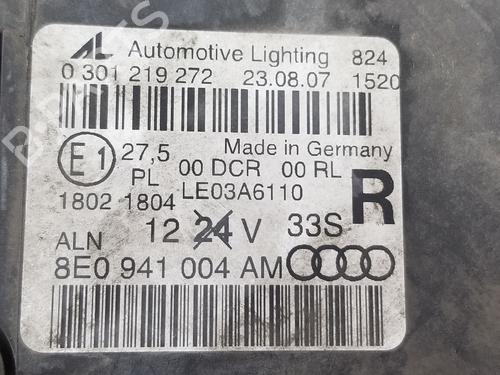 AL Automotive Lighting 824
0 301 219 272 23.08.07 1520
Made in Germany
E1 27,5 00 DCR 00 RL
PL LE03A6110
1802 1804 R
12 24 V 33S
ALN
8E0 941 004 AM